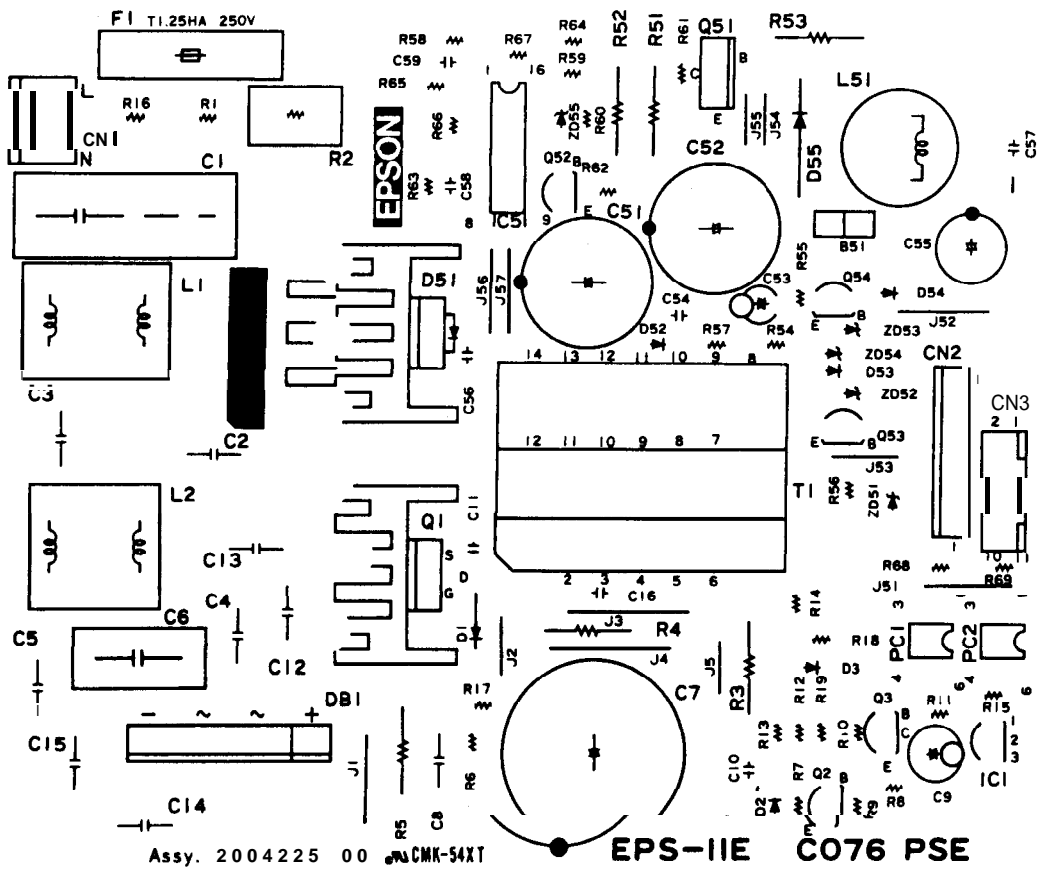 F1 T1.25HA 250V
R58
C59
R65
R67
1 16
R64
R59
R52
R51
R61
Q51
B
C
E
R53
L
CN1
N
R16
R1
R2
C1
EPSON
R66
R63
C58
8
IC51
9
ZD55
R60
Q52
B
E
R62
C51
C52
J55
J54
D55
L51
C57
B51
C55
R55
C53
C54
Q54
E
B
D54
J52
ZD53
L1
D51
J56
J57
C56
D52
R57
R54
ZD54
D53
ZD52
CN2
CN3
2 1
C3
C2
14 13 12 11 10 9 8
12 11 10 9 8 7
T1
E
B
Q53
J53
R56
ZD51
L2
Q1
C11
S
D
G
C13
C4
C12
C6
C5
2 3 4 5 6
C16
1
10 11
R68
R69
J51
D1
J2
J3
R4
J4
J5
R3
R14
R18
D3
R12
R19
PC1
3
4
PC2
3
4
6
6
DB1
- ~ ~ +
C15
C14
J1
R5
C8
R6
R17
C7
C10
R13
D2
R7
Q2
B
E
R10
R9
Q3
B
C
E
R8
R11
C9
R15
1
2
3
IC1
Assy. 2004225 00
CMK-54XT
EPS-11E C076 PSE